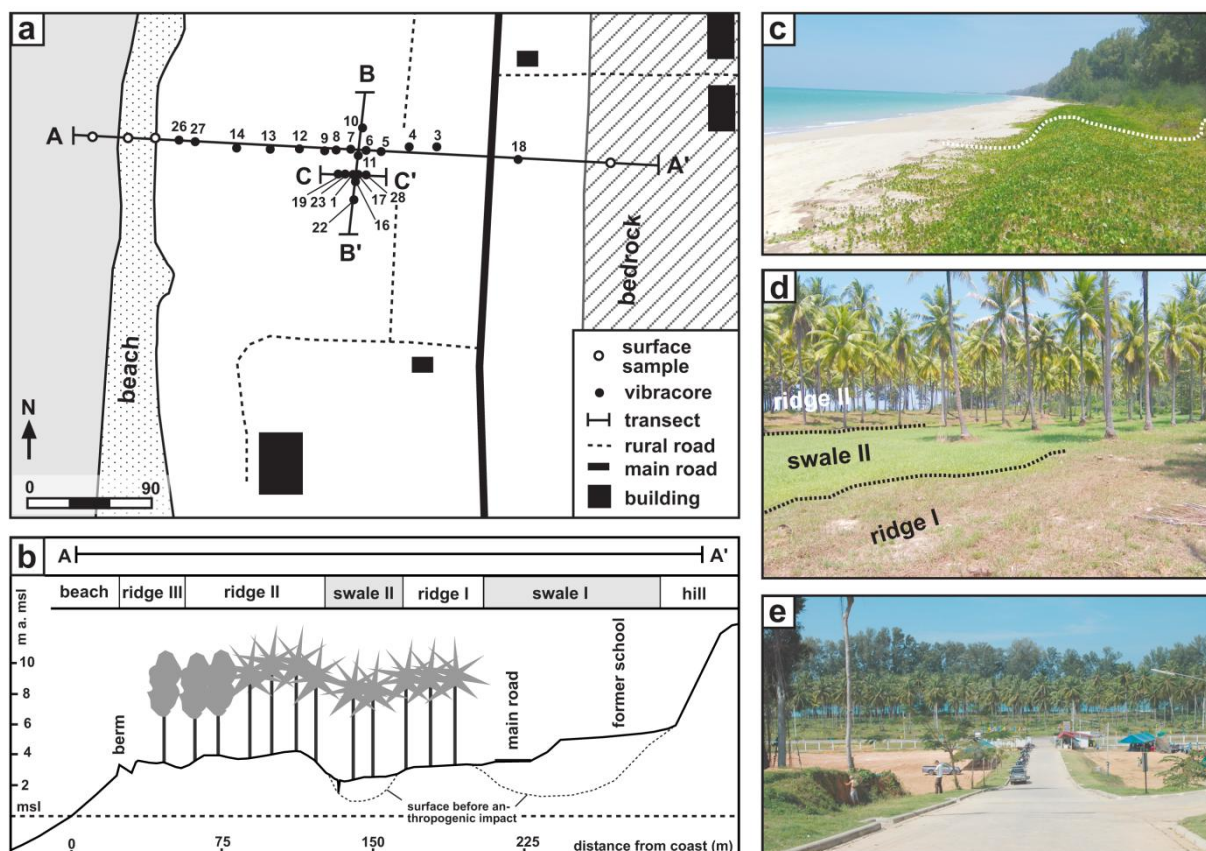 a
B
10
A
26
27
14
13
12
9
8
7
6
5
4
3
18
A'
11
C
C'
19
23
1
17
28
16
22
B'
beach
bedrock
N
0
90
surface
sample
vibracore
transect
rural road
main road
building
b
A
A'
beach
ridge III
ridge II
swale II
ridge I
swale I
hill
m a. msl
10
8
6
4
2
msl
berm
main road
former school
surface before an-
thropogenic impact
0
75
150
225
distance from coast (m)
c
d
ridge II
swale II
ridge I
e